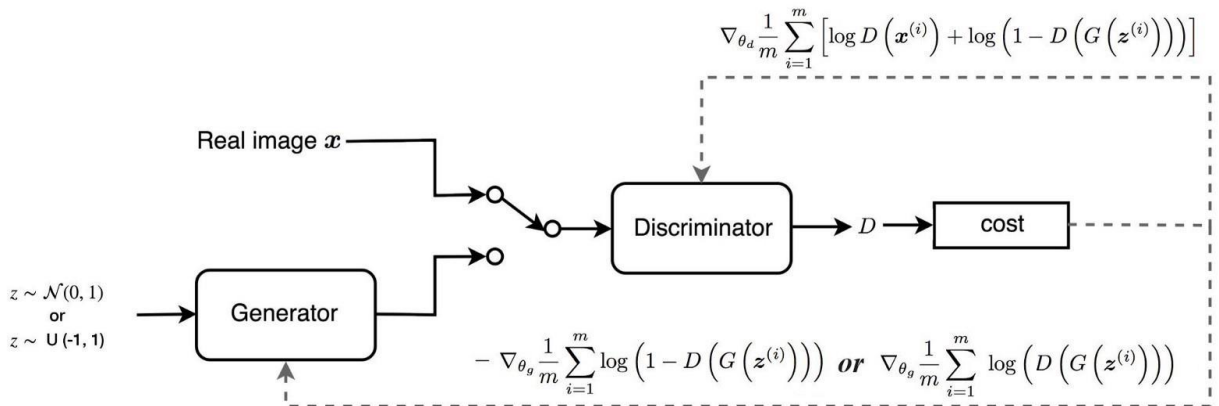 ∇θ_d 1/m ∑_{i=1}^{m} [log D (x^{(i)}) + log (1 − D (G (z^{(i)})))]
Real image x
Discriminator
D
cost
z ∼ N(0, 1)
or
z ∼ U (-1, 1)
Generator
− ∇θ_g 1/m ∑_{i=1}^{m} log (1 − D (G (z^{(i)}))) or ∇θ_g 1/m ∑_{i=1}^{m} log (D (G (z^{(i)})))